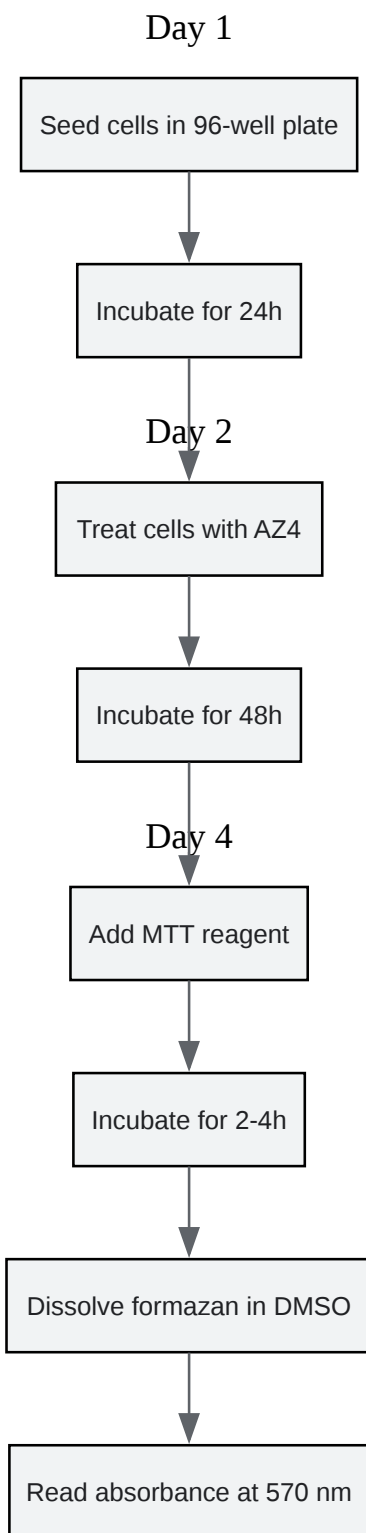 Day 1
Seed cells in 96-well plate
Incubate for 24h
Day 2
Treat cells with AZ4
Incubate for 48h
Day 4
Add MTT reagent
Incubate for 2-4h
Dissolve formazan in DMSO
Read absorbance at 570 nm